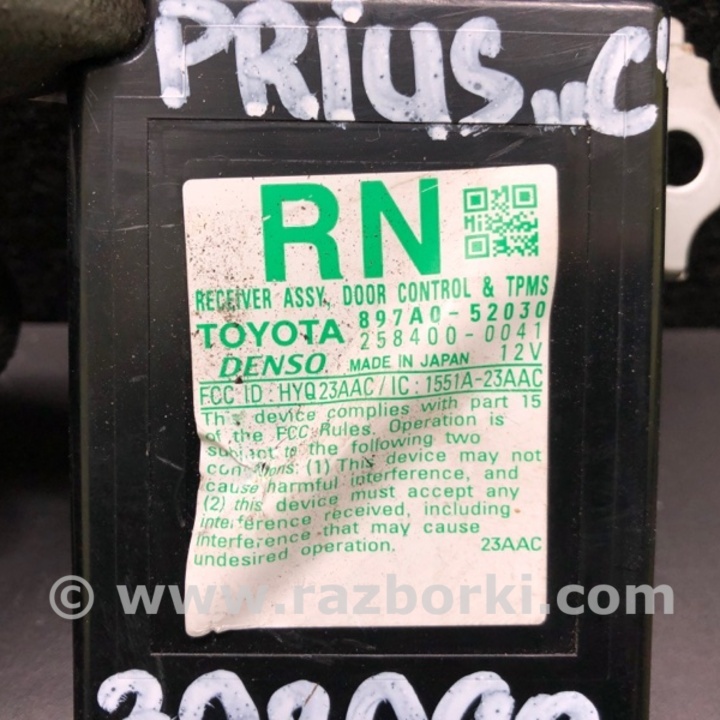 PRiUS „C"
RN
RECEIVER ASSY, DOOR CONTROL & TPMS
TOYOTA 897A0-52030
258400-0041
DENSO MADE IN JAPAN 12V
FCC ID : HYQ23AAC / IC : 1551A-23AAC
This device complies with part 15
of the FCC Rules. Operation is
subject to the following two
conditions: (1) This device may not
cause harmful interference, and
(2) this device must accept any
interference received, including
interference that may cause
undesired operation. 23AAC
© www.razborki.com